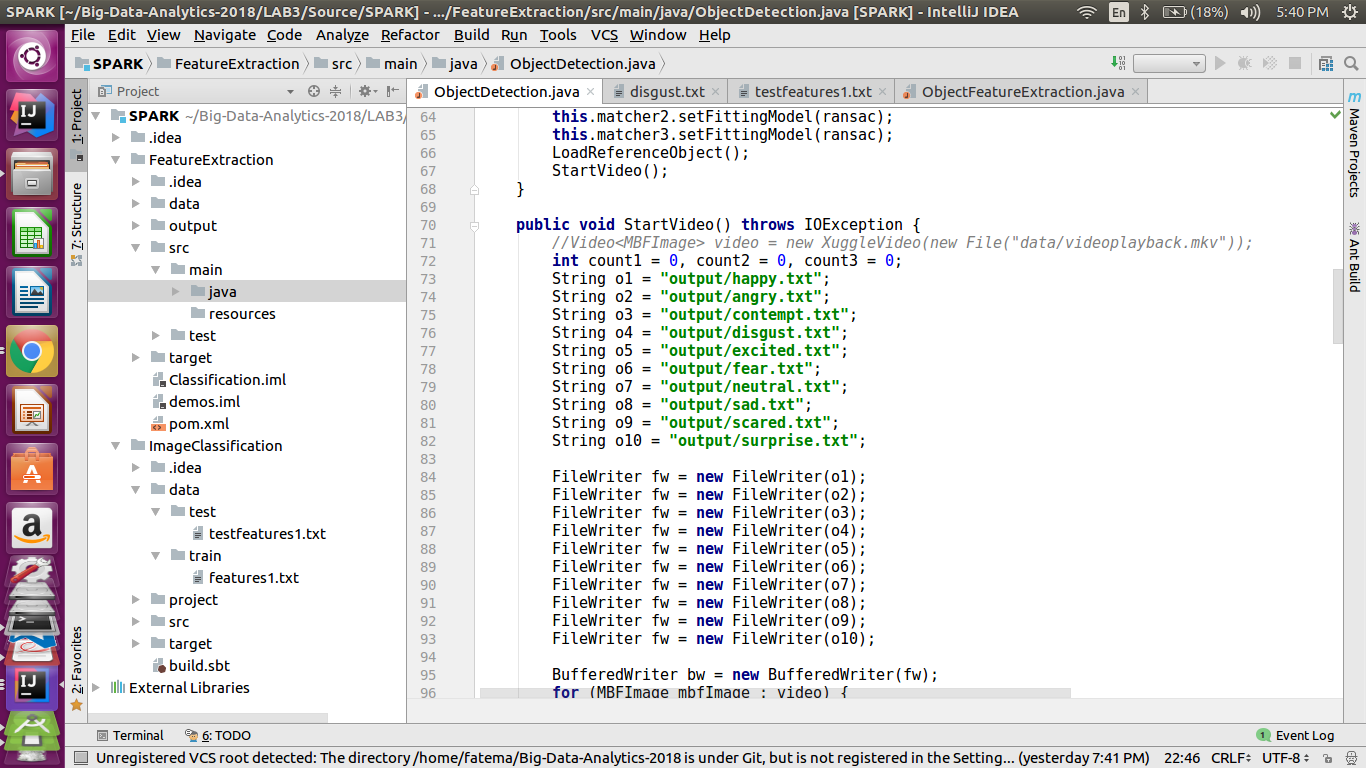 SPARK [~/Big-Data-Analytics-2018/LAB3/Source/SPARK] - .../FeatureExtraction/src/main/java/ObjectDetection.java [SPARK] - IntelliJ IDEA
En
(18%)
5:40 PM
File Edit View Navigate Code Analyze Refactor Build Run Tools VCS Window Help
SPARK FeatureExtraction src main java ObjectDetection.java
Project
ObjectDetection.java
disgust.txt
testfeatures1.txt
ObjectFeatureExtraction.java
1: Project
7: Structure
2: Favorites
SPARK ~/Big-Data-Analytics-2018/LAB3/
.idea
FeatureExtraction
.idea
data
output
src
main
java
resources
test
target
Classification.iml
demos.iml
pom.xml
ImageClassification
.idea
data
test
testfeatures1.txt
train
features1.txt
project
src
target
build.sbt
External Libraries
64 this.matcher2.setFittingModel(ransac);
65 this.matcher3.setFittingModel(ransac);
66 LoadReferenceObject();
67 StartVideo();
68 }
69
70 public void StartVideo() throws IOException {
71 //Video<MBFImage> video = new XuggleVideo(new File("data/videoplayback.mkv"));
72 int count1 = 0, count2 = 0, count3 = 0;
73 String o1 = "output/happy.txt";
74 String o2 = "output/angry.txt";
75 String o3 = "output/contempt.txt";
76 String o4 = "output/disgust.txt";
77 String o5 = "output/excited.txt";
78 String o6 = "output/fear.txt";
79 String o7 = "output/neutral.txt";
80 String o8 = "output/sad.txt";
81 String o9 = "output/scared.txt";
82 String o10 = "output/surprise.txt";
83
84 FileWriter fw = new FileWriter(o1);
85 FileWriter fw = new FileWriter(o2);
86 FileWriter fw = new FileWriter(o3);
87 FileWriter fw = new FileWriter(o4);
88 FileWriter fw = new FileWriter(o5);
89 FileWriter fw = new FileWriter(o6);
90 FileWriter fw = new FileWriter(o7);
91 FileWriter fw = new FileWriter(o8);
92 FileWriter fw = new FileWriter(o9);
93 FileWriter fw = new FileWriter(o10);
94
95 BufferedWriter bw = new BufferedWriter(fw);
96 for (MBFImage mbfImage : video) {
Maven Projects
Ant Build
Terminal
6: TODO
1 Event Log
Unregistered VCS root detected: The directory /home/fatema/Big-Data-Analytics-2018 is under Git, but is not registered in the Setting... (yesterday 7:41 PM)
22:46 CRLF UTF-8